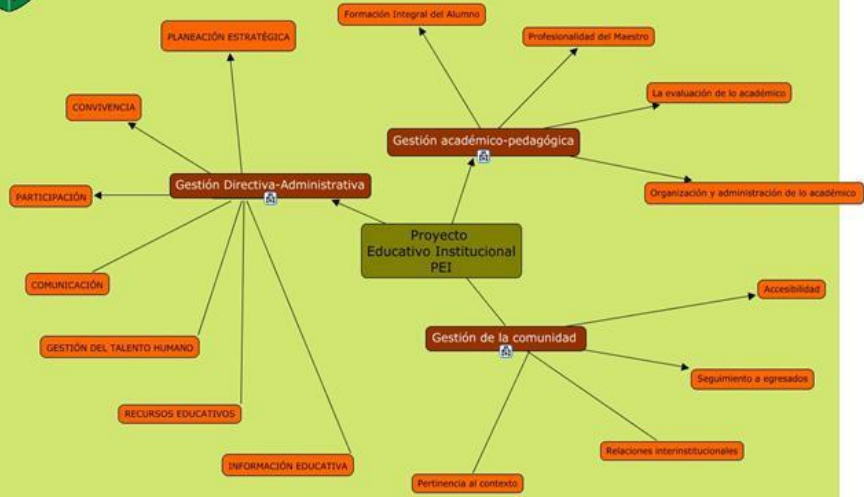 Formación Integral del Alumno
PLANEACIÓN ESTRATÉGICA
Profesionalidad del Maestro
La evaluación de lo académico
CONVIVENCIA
Gestión académico-pedagógica
Gestión Directiva-Administrativa
Organización y administración de lo académico
PARTICIPACIÓN
Proyecto
Educativo Institucional
PEI
COMUNICACIÓN
Accesibilidad
Gestión de la comunidad
GESTIÓN DEL TALENTO HUMANO
Seguimiento a egresados
RECURSOS EDUCATIVOS
Relaciones interinstitucionales
INFORMACIÓN EDUCATIVA
Pertinencia al contexto